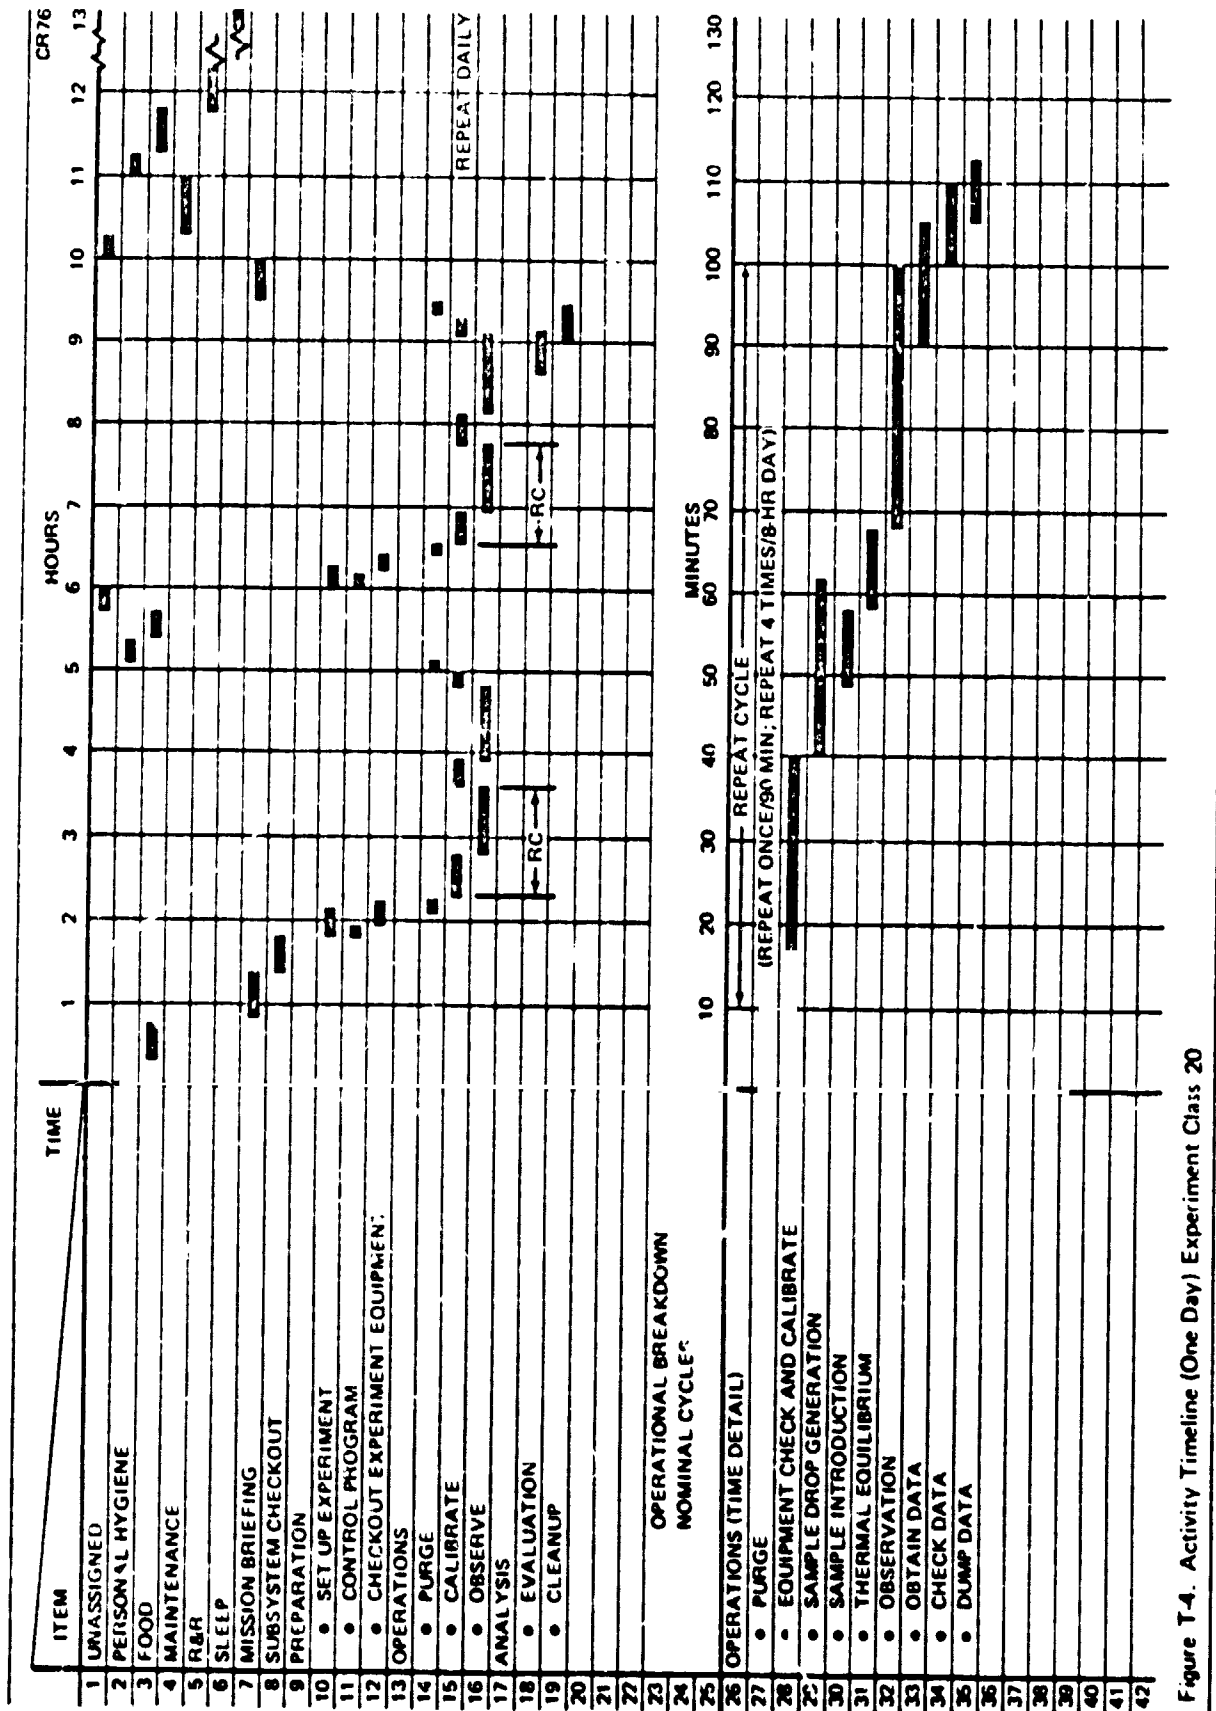 CR 76
TIME
ITEM
HOURS
1 2 3 4 5 6 7 8 9 10 11 12 13
1 UNASSIGNED
2 PERSONAL HYGIENE
3 FOOD
4 MAINTENANCE
5 R&R
6 SLEEP
7 MISSION BRIEFING
8 SUBSYSTEM CHECKOUT
9 PREPARATION
10 • SET UP EXPERIMENT
11 • CONTROL PROGRAM
12 • CHECKOUT EXPERIMENT EQUIPMENT
13 OPERATIONS
14 • PURGE
15 • CALIBRATE
16 • OBSERVE
17 ANALYSIS
18 • EVALUATION
19 • CLEANUP
20
21
22
23 OPERATIONAL BREAKDOWN
24 NOMINAL CYCLES
25
REPEAT DAILY
RC
RC
MINUTES
10 20 30 40 50 60 70 80 90 100 110 120 130
26 OPERATIONS (TIME DETAIL)
REPEAT CYCLE
27 • PURGE
(REPEAT ONCE/90 MIN; REPEAT 4 TIMES/8-HR DAY)
28 • EQUIPMENT CHECK AND CALIBRATE
29 • SAMPLE DROP GENERATION
30 • SAMPLE INTRODUCTION
31 • THERMAL EQUILIBRIUM
32 • OBSERVATION
33 • OBTAIN DATA
34 • CHECK DATA
35 • DUMP DATA
36
37
38
39
40
41
42
Figure T-4. Activity Timeline (One Day) Experiment Class 20